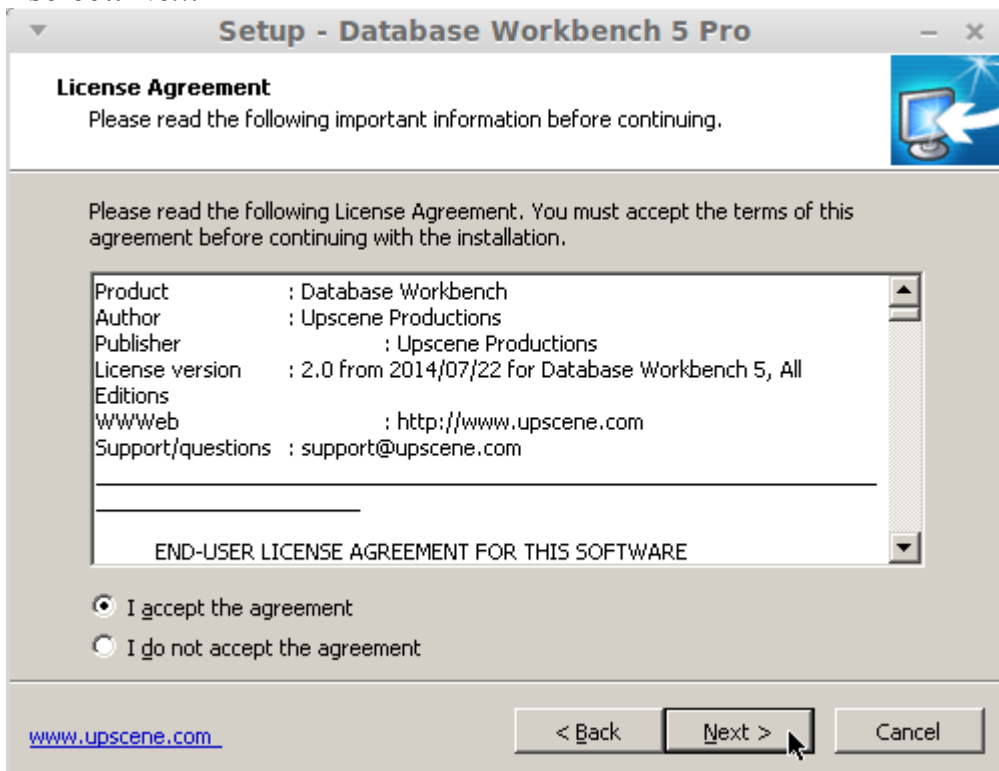 Setup - Database Workbench 5 Pro
License Agreement
Please read the following important information before continuing.
Please read the following License Agreement. You must accept the terms of this
agreement before continuing with the installation.
Product : Database Workbench
Author : Upscene Productions
Publisher : Upscene Productions
License version : 2.0 from 2014/07/22 for Database Workbench 5, All
Editions
WWWeb : http://www.upscene.com
Support/questions : support@upscene.com
END-USER LICENSE AGREEMENT FOR THIS SOFTWARE
I accept the agreement
I do not accept the agreement
www.upscene.com
< Back Next > Cancel